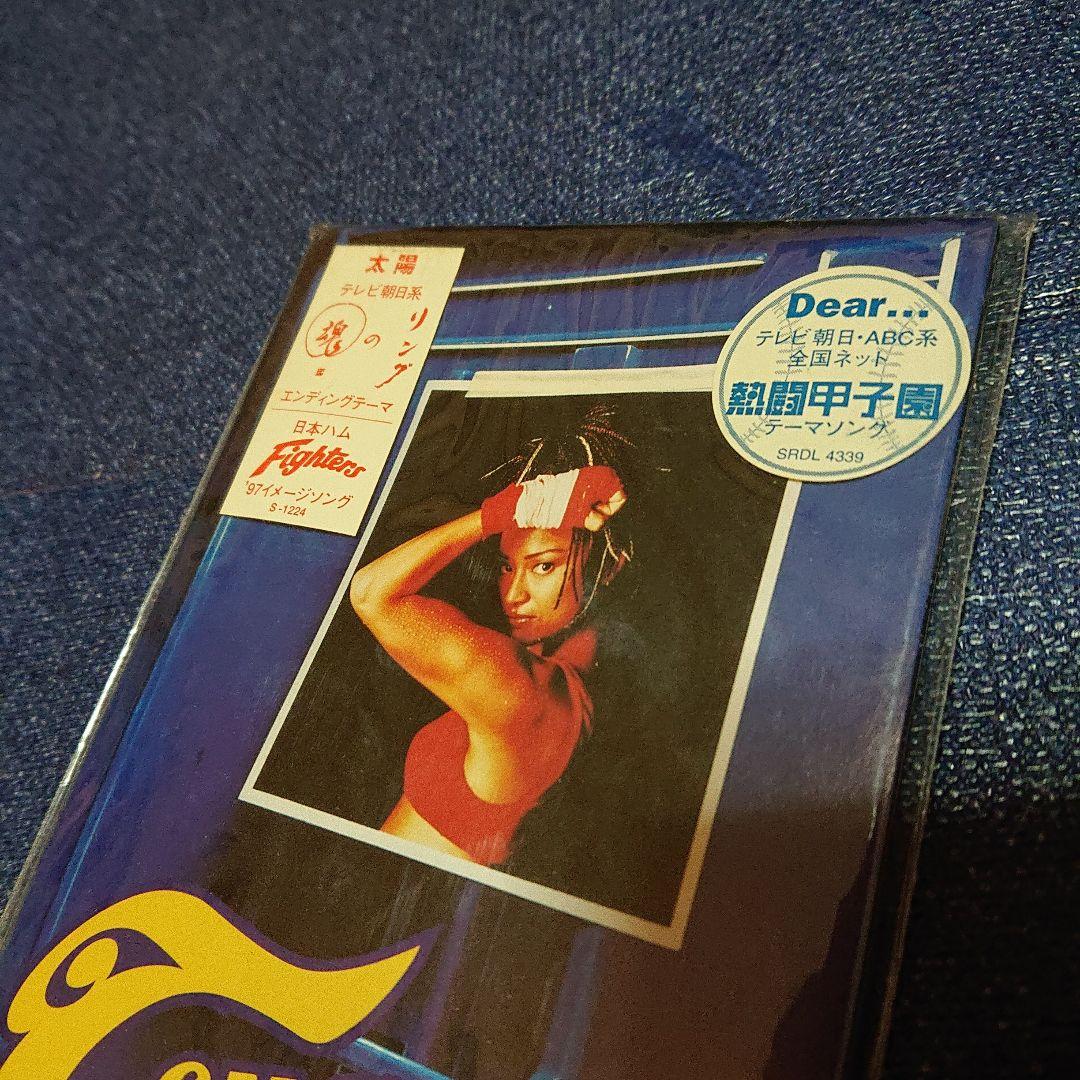 太陽
テレビ朝日系
リングの魂
エンディングテーマ
日本ハム
Fighters
'97イメージソング
S-1224
Dear...
テレビ朝日・ABC系
全国ネット
熱闘甲子園
テーマソング
SRDL 4339